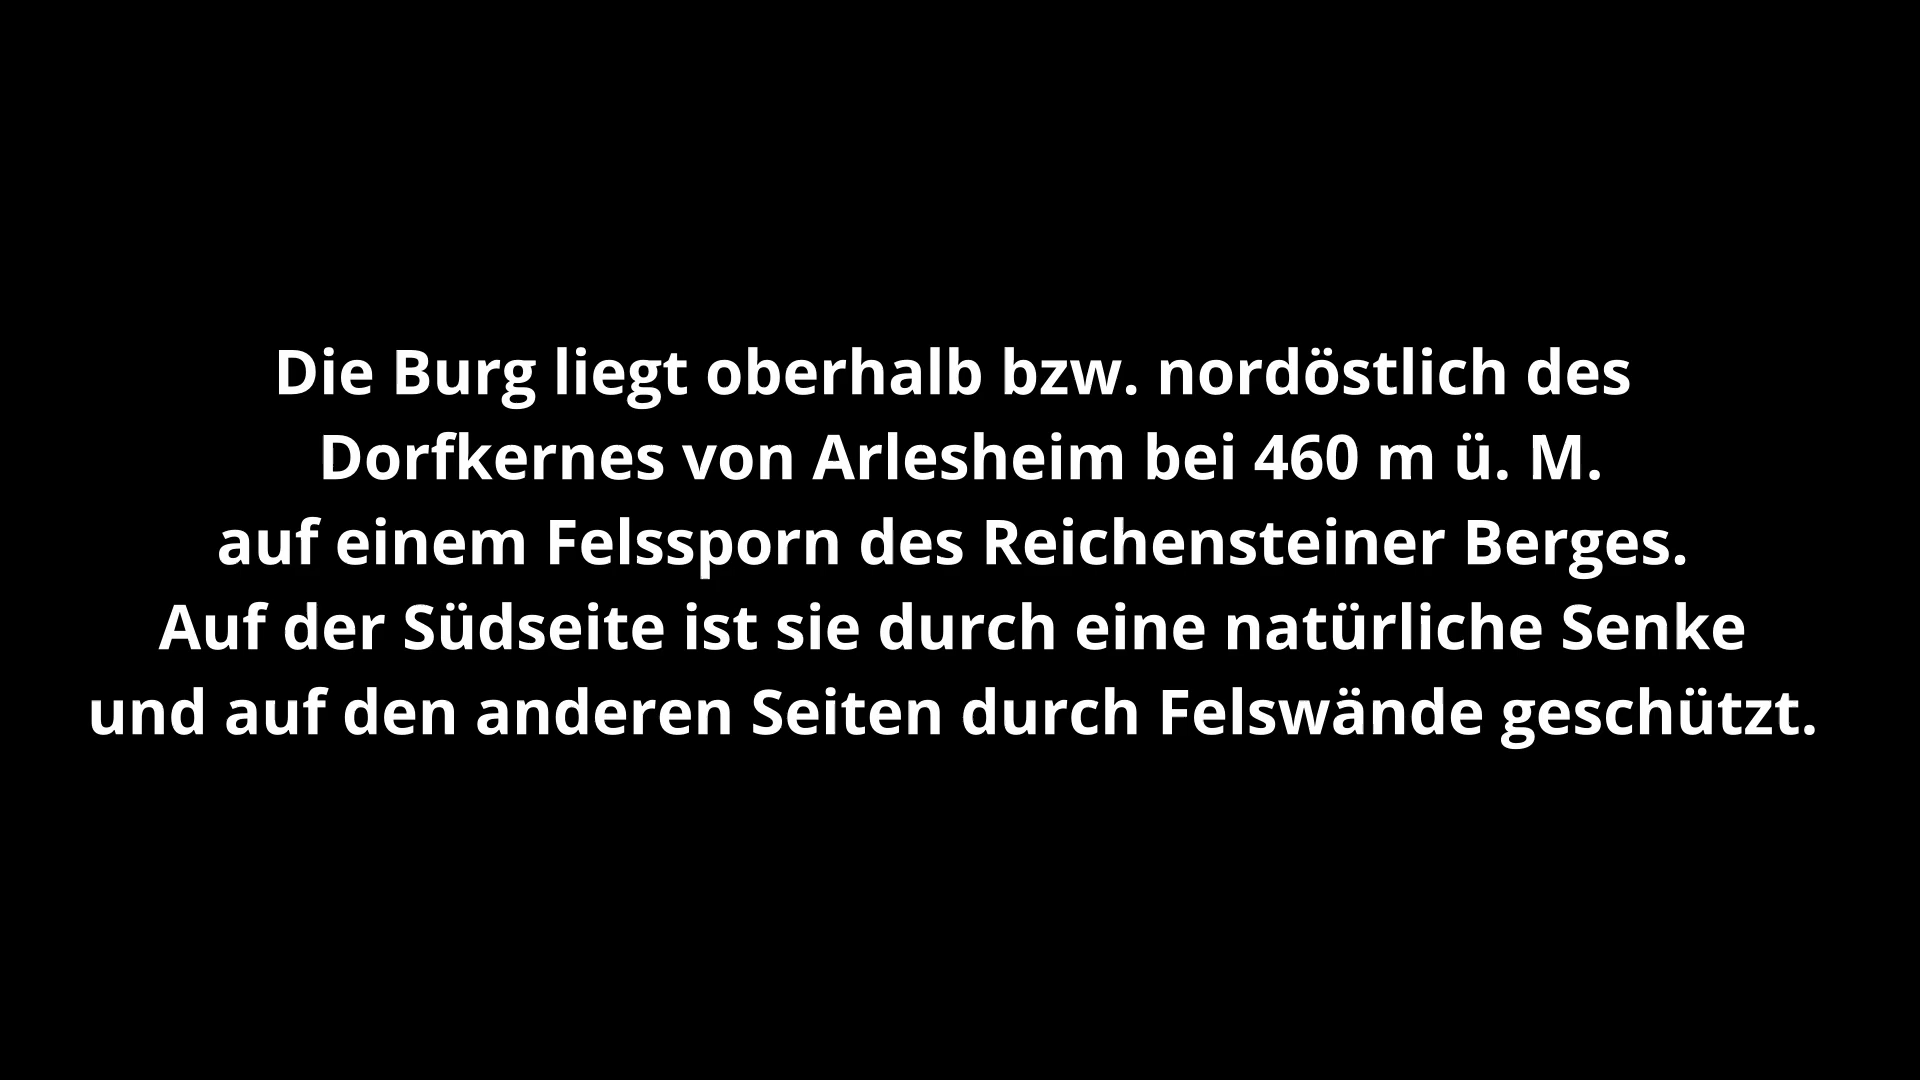 Die Burg liegt oberhalb bzw. nordöstlich des
Dorfkernes von Arlesheim bei 460 m ü. M.
auf einem Felssporn des Reichensteiner Berges.
Auf der Südseite ist sie durch eine natürliche Senke
und auf den anderen Seiten durch Felswände geschützt.